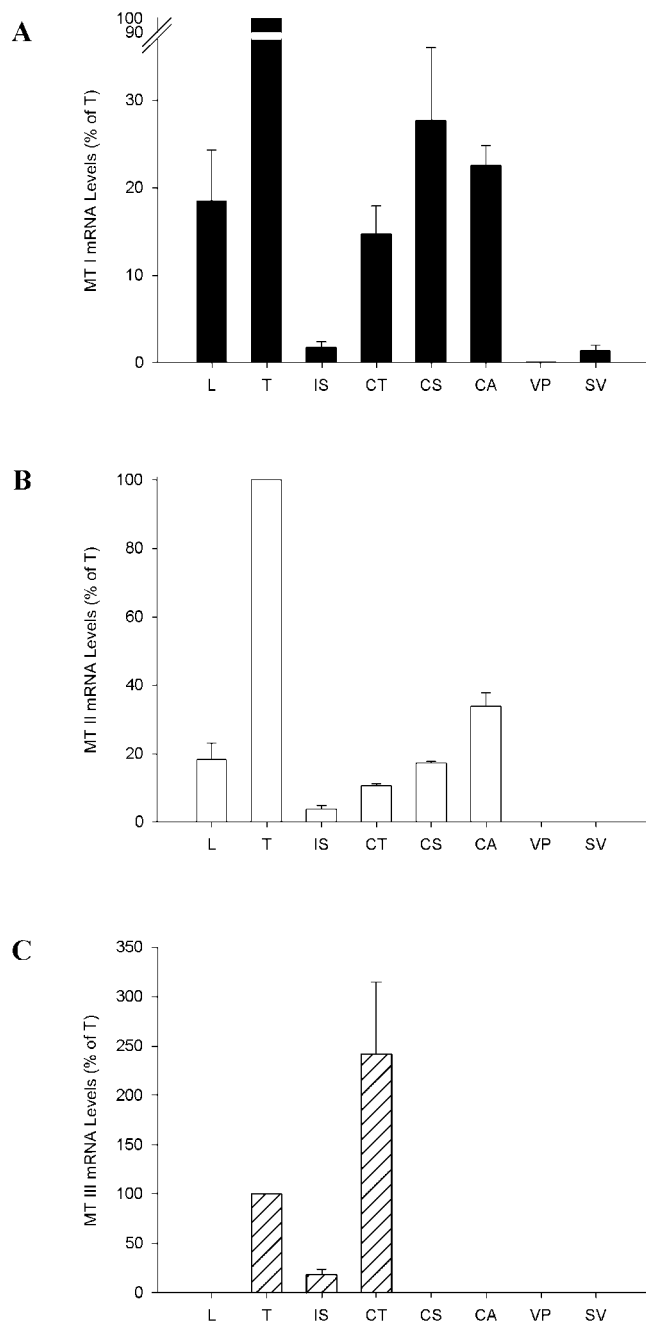 A
MT I mRNA Levels (% of T)
100
90
30
20
10
0
L T IS CT CS CA VP SV
B
MT II mRNA Levels (% of T)
100
80
60
40
20
0
L T IS CT CS CA VP SV
C
MT III mRNA Levels (% of T)
350
300
250
200
150
100
50
0
L T IS CT CS CA VP SV